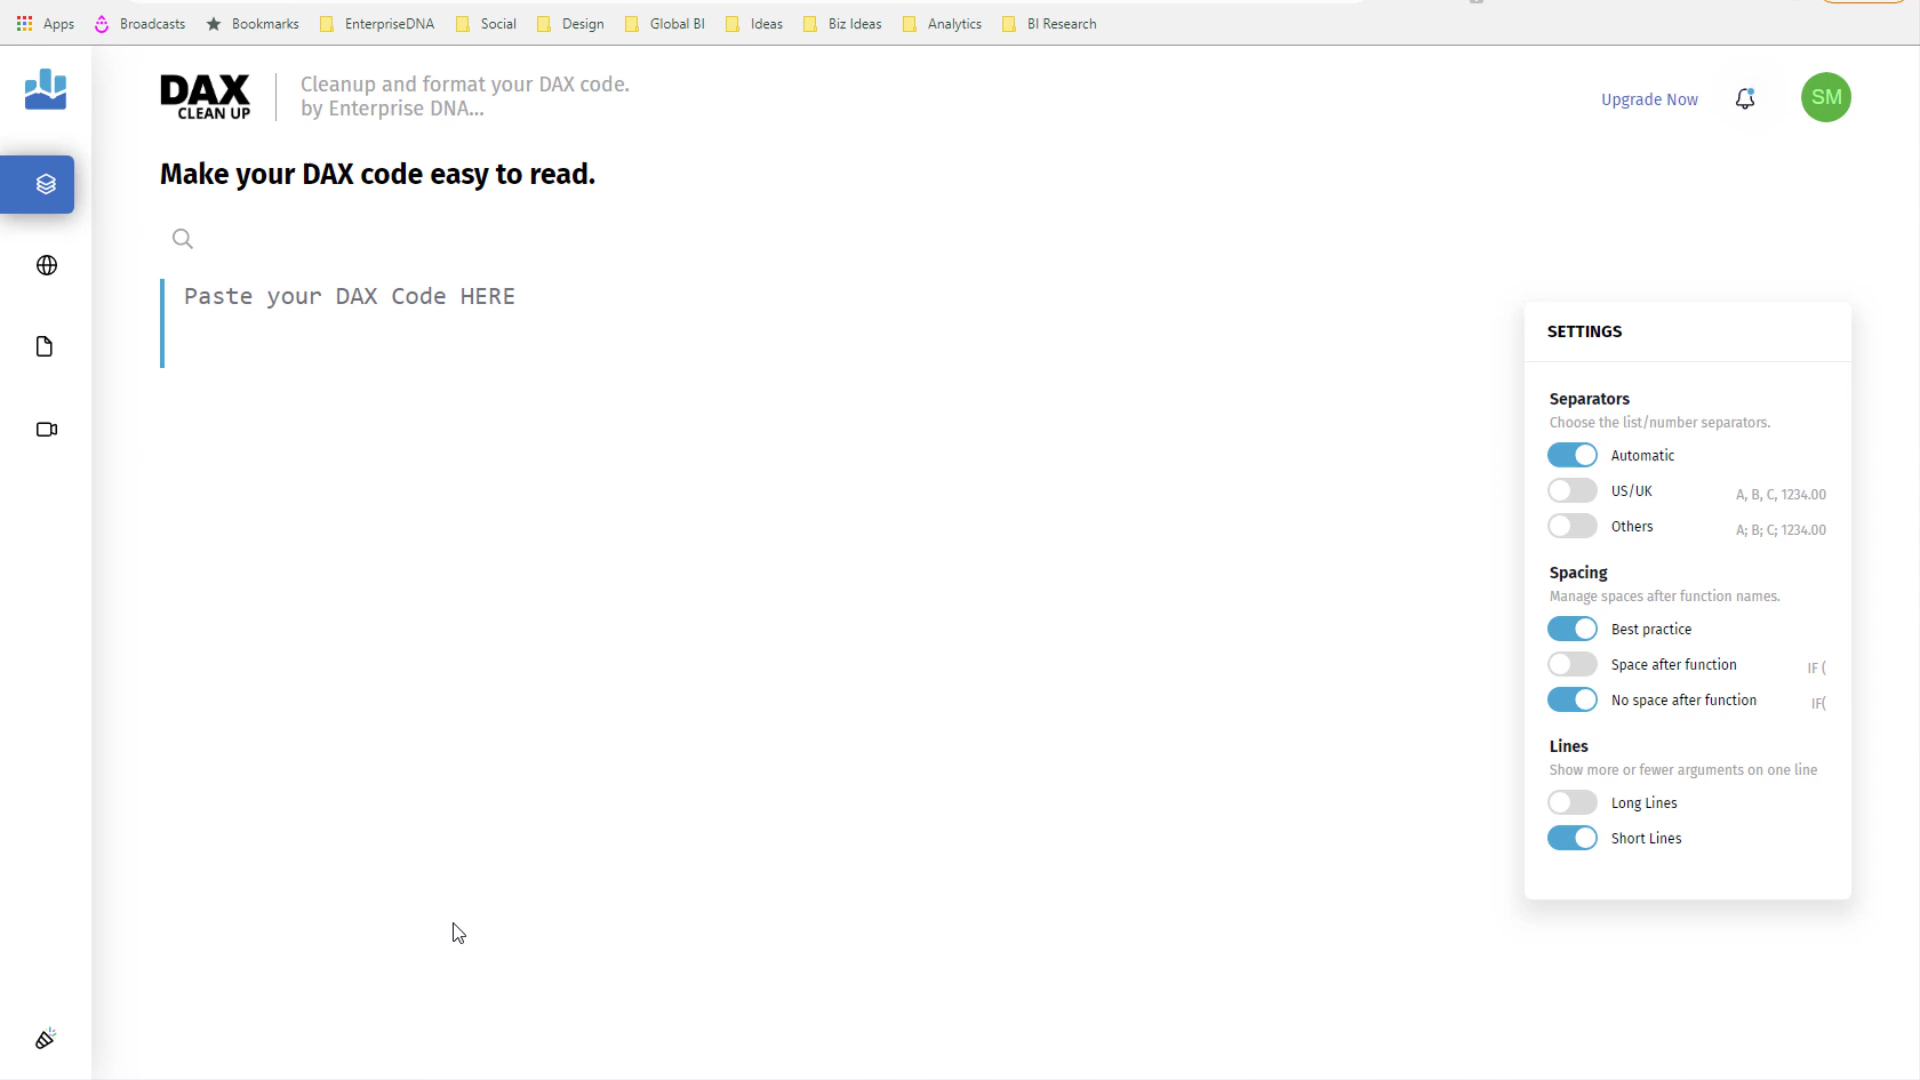 Apps Broadcasts Bookmarks EnterpriseDNA Social Design Global BI Ideas Biz Ideas Analytics BI Research
DAX
CLEAN UP
Cleanup and format your DAX code.
by Enterprise DNA...
Upgrade Now
SM
Make your DAX code easy to read.
Paste your DAX Code HERE
SETTINGS
Separators
Choose the list/number separators.
Automatic
US/UK A, B, C, 1234.00
Others A; B; C; 1234.00
Spacing
Manage spaces after function names.
Best practice
Space after function IF (
No space after function IF(
Lines
Show more or fewer arguments on one line
Long Lines
Short Lines